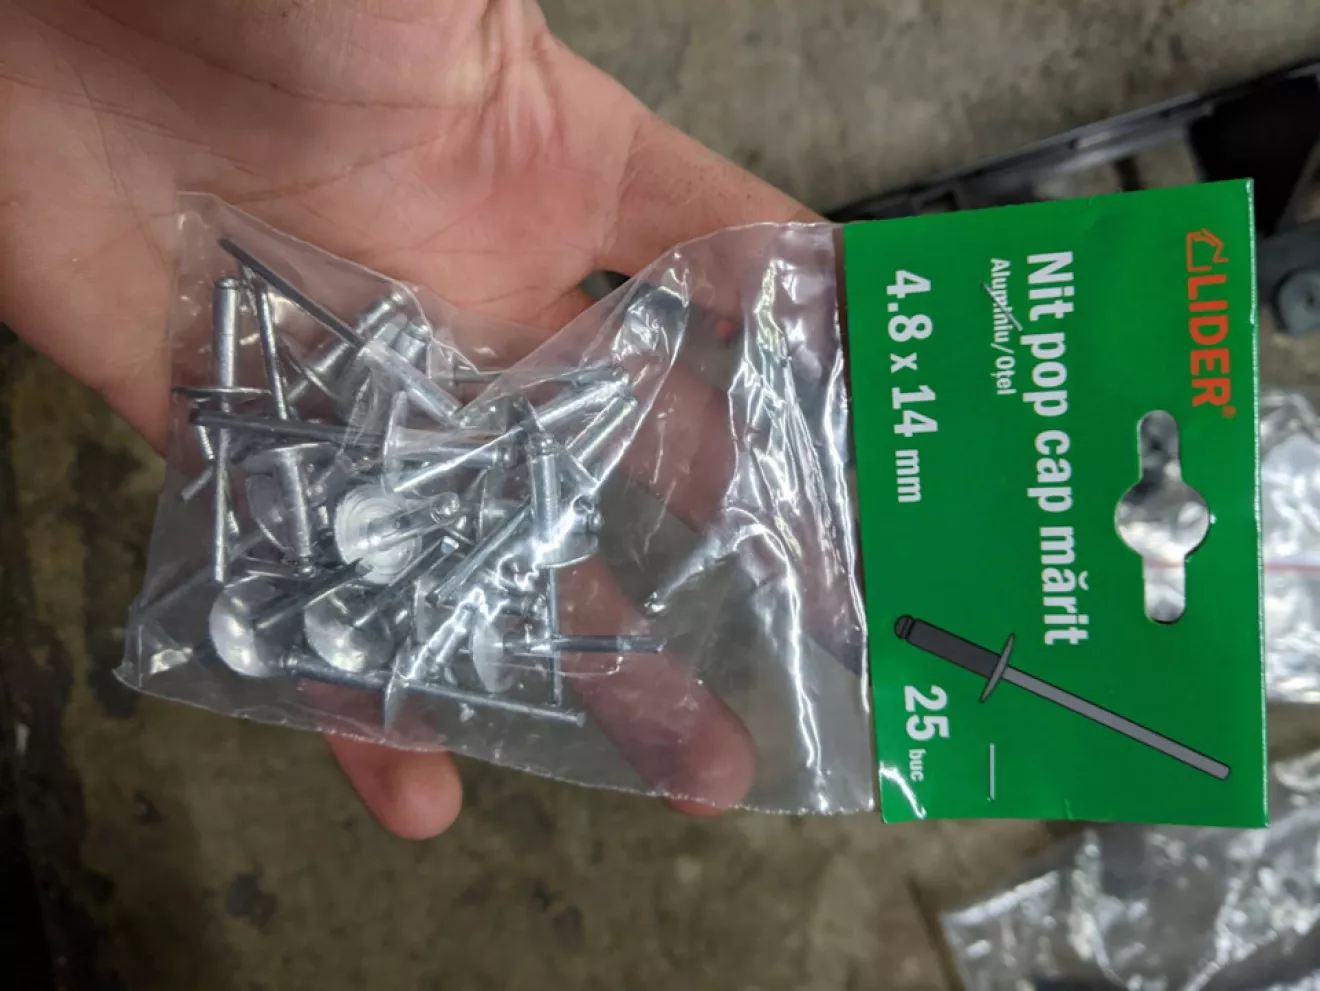 LIDER®
Nit pop cap mărit
Aluminiu/Oțel
4.8 x 14 mm
25 buc